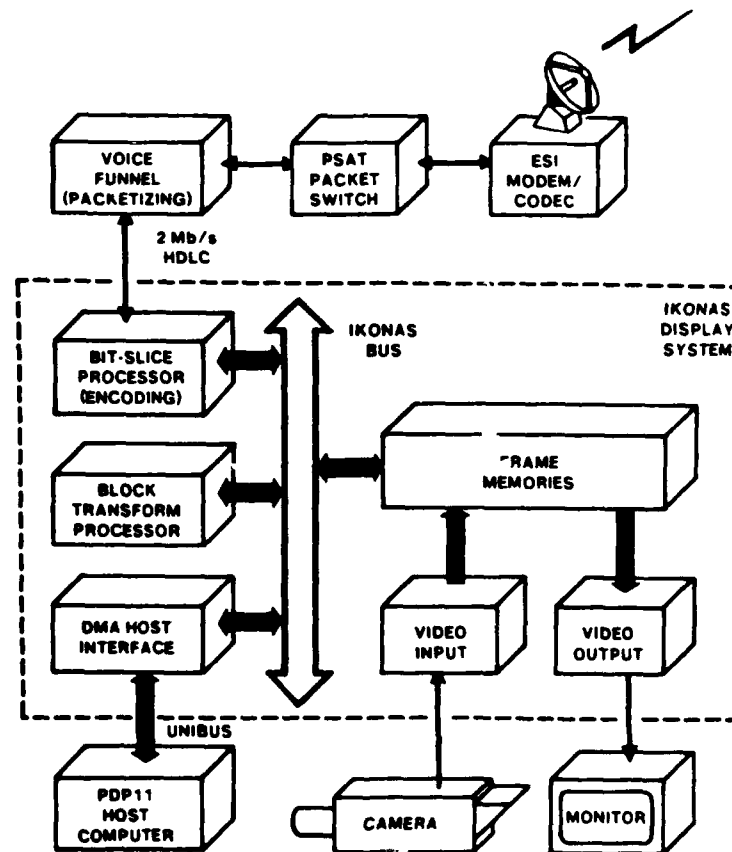 VOICE
FUNNEL
(PACKETIZING)
PSAT
PACKET
SWITCH
ESI
MODEM/
CODEC
2 Mb/s
HDLC
IKONAS
BUS
IKONAS
DISPLAY
SYSTEM
BIT-SLICE
PROCESSOR
(ENCODING)
FRAME
MEMORIES
BLOCK
TRANSFORM
PROCESSOR
DMA HOST
INTERFACE
VIDEO
INPUT
VIDEO
OUTPUT
UNIBUS
PDP11
HOST
COMPUTER
CAMERA
MONITOR